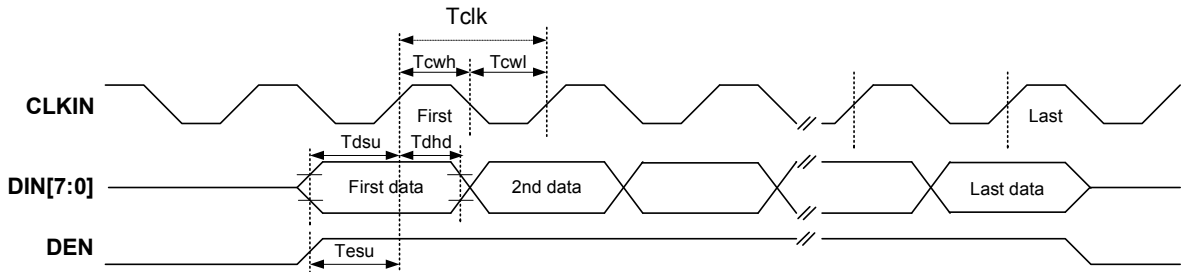 Tclk
Tcwh Tcwl
CLKIN First Last
Tdsu Tdhd
DIN[7:0] First data 2nd data Last data
DEN Tesu